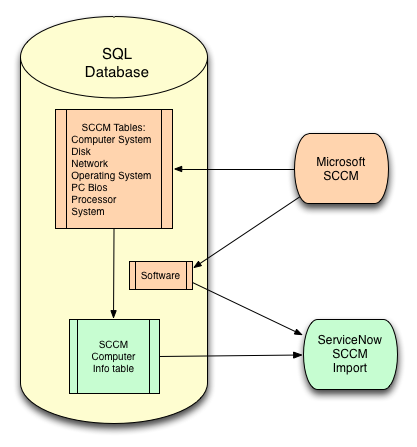 SQL
Database
SCCM Tables:
Computer System
Disk
Network
Operating System
PC Bios
Processor
System
Microsoft
SCCM
Software
SCCM
Computer
Info table
ServiceNow
SCCM
Import